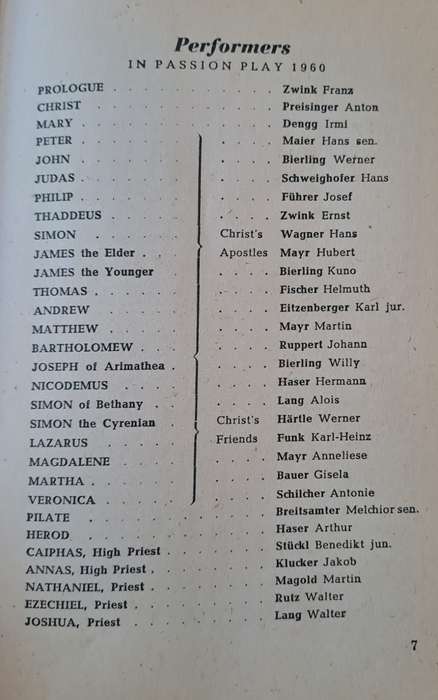 Performers
IN PASSION PLAY 1960
PROLOGUE . . . . . . . . . . . . Zwink Franz
CHRIST . . . . . . . . . . . . Preisinger Anton
MARY . . . . . . . . . . . . Dengg Irmi
PETER . . . . . . . . . . Maier Hans sen.
JOHN . . . . . . . . . . Bierling Werner
JUDAS . . . . . . . . . . Schweighofer Hans
PHILIP . . . . . . . . . . Führer Josef
THADDEUS . . . . . . . . . Zwink Ernst
SIMON . . . . . Christ's . . . . Wagner Hans
JAMES the Elder . . Apostles . . . . Mayr Hubert
JAMES the Younger . . . . . Bierling Kuno
THOMAS . . . . . . . . . Fischer Helmuth
ANDREW . . . . . . . . . Eitzenberger Karl jur.
MATTHEW . . . . . . . . Mayr Martin
BARTHOLOMEW . . . . . . . Ruppert Johann
JOSEPH of Arimathea . . . . . Bierling Willy
NICODEMUS . . . . . . . . Haser Hermann
SIMON of Bethany . . . . . . Lang Alois
SIMON the Cyrenian . Christ's . . . . Härtle Werner
LAZARUS . . . . Friends . . . . Funk Karl-Heinz
MAGDALENE . . . . . . . . Mayr Anneliese
MARTHA . . . . . . . . . Bauer Gisela
VERONICA . . . . . . . . Schilcher Antonie
PILATE . . . . . . . . . . . Breitsamter Melchior sen.
HEROD . . . . . . . . . . . Haser Arthur
CAIPHAS, High Priest . . . . . . . Stückl Benedikt jun.
ANNAS, High Priest . . . . . . . . Klucker Jakob
NATHANIEL, Priest . . . . . . . . Magold Martin
EZECHIEL, Priest . . . . . . . . Rutz Walter
JOSHUA, Priest . . . . . . . . Lang Walter
7